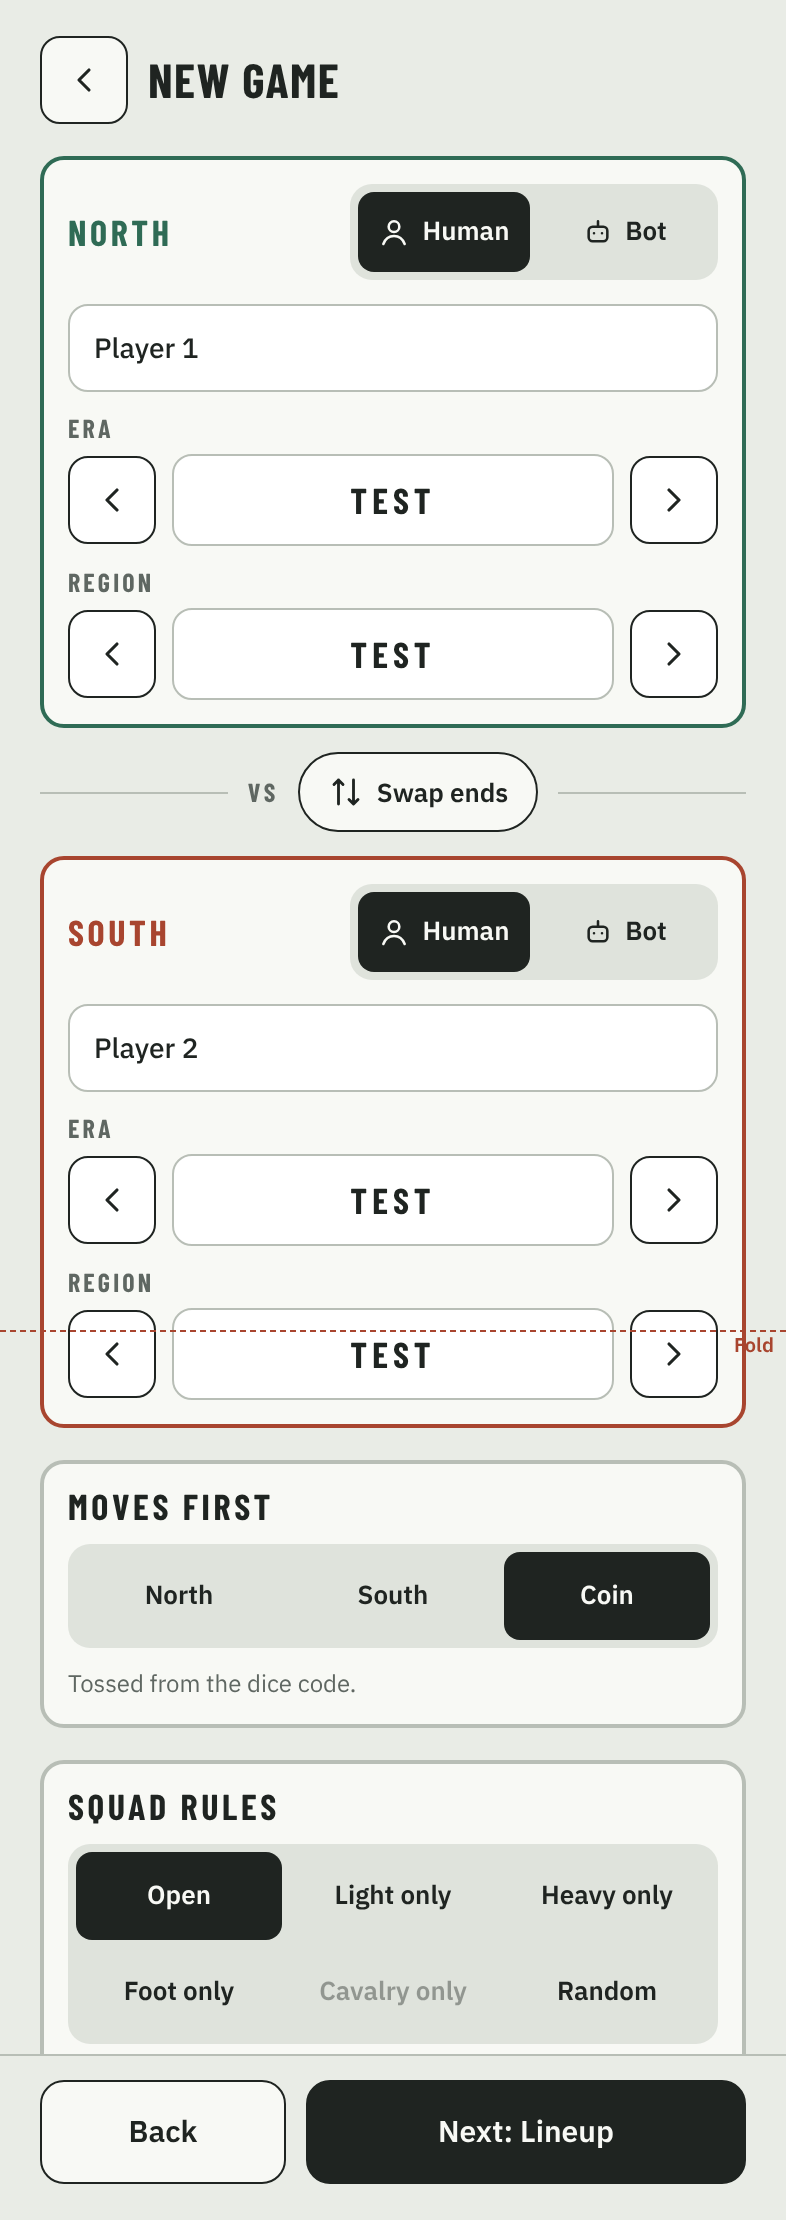 NEW GAME
NORTH
Human
Bot
Player 1
ERA
TEST
REGION
TEST
VS
Swap ends
SOUTH
Human
Bot
Player 2
ERA
TEST
REGION
TEST
Fold
MOVES FIRST
North
South
Coin
Tossed from the dice code.
SQUAD RULES
Open
Light only
Heavy only
Foot only
Cavalry only
Random
Back
Next: Lineup